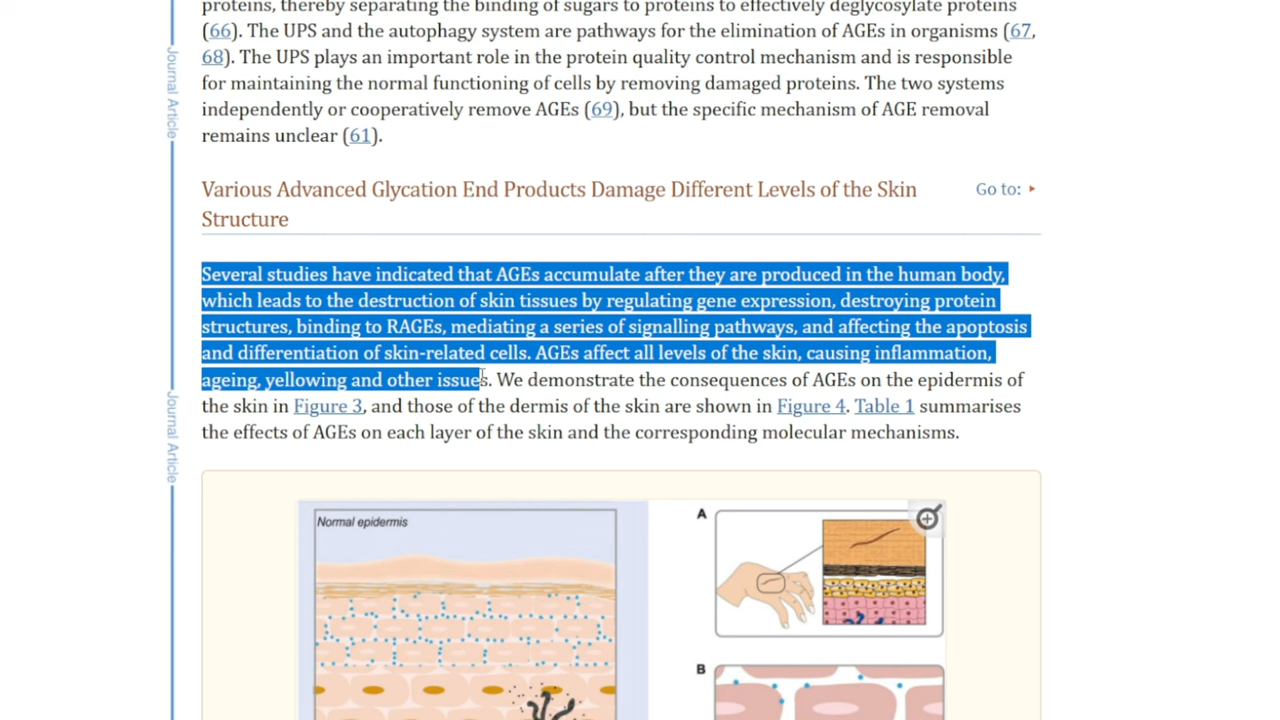 proteins, thereby separating the binding of sugars to proteins to effectively deglycosylate proteins
(66). The UPS and the autophagy system are pathways for the elimination of AGEs in organisms (67,
68). The UPS plays an important role in the protein quality control mechanism and is responsible
for maintaining the normal functioning of cells by removing damaged proteins. The two systems
independently or cooperatively remove AGEs (69), but the specific mechanism of AGE removal
remains unclear (61).
Journal Article
Various Advanced Glycation End Products Damage Different Levels of the Skin
Structure
Go to:
Several studies have indicated that AGEs accumulate after they are produced in the human body,
which leads to the destruction of skin tissues by regulating gene expression, destroying protein
structures, binding to RAGEs, mediating a series of signalling pathways, and affecting the apoptosis
and differentiation of skin-related cells. AGEs affect all levels of the skin, causing inflammation,
ageing, yellowing and other issues. We demonstrate the consequences of AGEs on the epidermis of
the skin in Figure 3, and those of the dermis of the skin are shown in Figure 4. Table 1 summarises
the effects of AGEs on each layer of the skin and the corresponding molecular mechanisms.
Journal Article
Normal epidermis
A
B